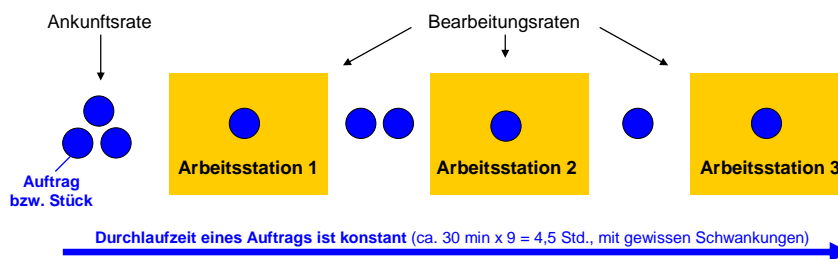 Ankunftsrate
Bearbeitungsraten
Arbeitsstation 1
Arbeitsstation 2
Arbeitsstation 3
Auftrag
bzw. Stück
Durchlaufzeit eines Auftrags ist konstant (ca. 30 min x 9 = 4,5 Std., mit gewissen Schwankungen)